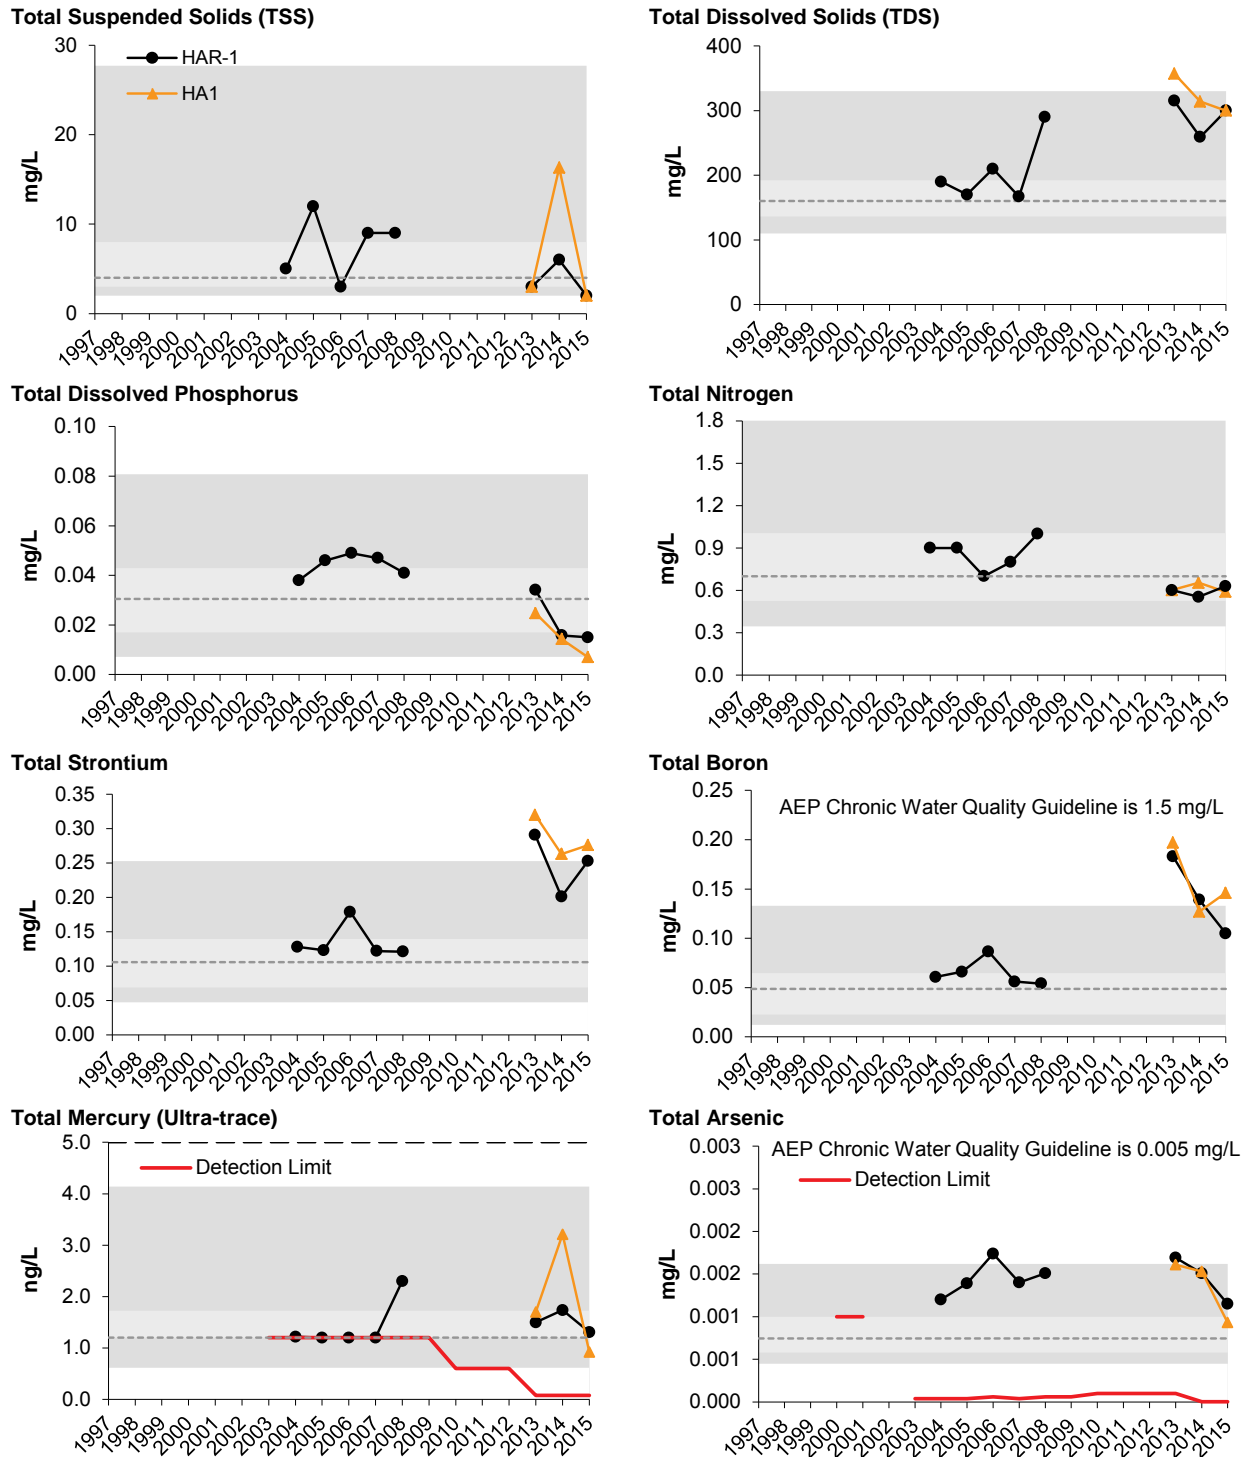 Total Suspended Solids (TSS)
30
20
10
0
mg/L
HAR-1
HA1
1997 1998 1999 2000 2001 2002 2003 2004 2005 2006 2007 2008 2009 2010 2011 2012 2013 2014 2015
Total Dissolved Solids (TDS)
400
300
200
100
0
mg/L
1997 1998 1999 2000 2001 2002 2003 2004 2005 2006 2007 2008 2009 2010 2011 2012 2013 2014 2015
Total Dissolved Phosphorus
0.10
0.08
0.06
0.04
0.02
0.00
mg/L
1997 1998 1999 2000 2001 2002 2003 2004 2005 2006 2007 2008 2009 2010 2011 2012 2013 2014 2015
Total Nitrogen
1.8
1.5
1.2
0.9
0.6
0.3
0.0
mg/L
1997 1998 1999 2000 2001 2002 2003 2004 2005 2006 2007 2008 2009 2010 2011 2012 2013 2014 2015
Total Strontium
0.35
0.30
0.25
0.20
0.15
0.10
0.05
0.00
mg/L
1997 1998 1999 2000 2001 2002 2003 2004 2005 2006 2007 2008 2009 2010 2011 2012 2013 2014 2015
Total Boron
0.25
0.20
0.15
0.10
0.05
0.00
mg/L
AEP Chronic Water Quality Guideline is 1.5 mg/L
1997 1998 1999 2000 2001 2002 2003 2004 2005 2006 2007 2008 2009 2010 2011 2012 2013 2014 2015
Total Mercury (Ultra-trace)
5.0
4.0
3.0
2.0
1.0
0.0
ng/L
Detection Limit
1997 1998 1999 2000 2001 2002 2003 2004 2005 2006 2007 2008 2009 2010 2011 2012 2013 2014 2015
Total Arsenic
0.003
0.003
0.002
0.002
0.001
0.001
0.000
mg/L
AEP Chronic Water Quality Guideline is 0.005 mg/L
Detection Limit
1997 1998 1999 2000 2001 2002 2003 2004 2005 2006 2007 2008 2009 2010 2011 2012 2013 2014 2015